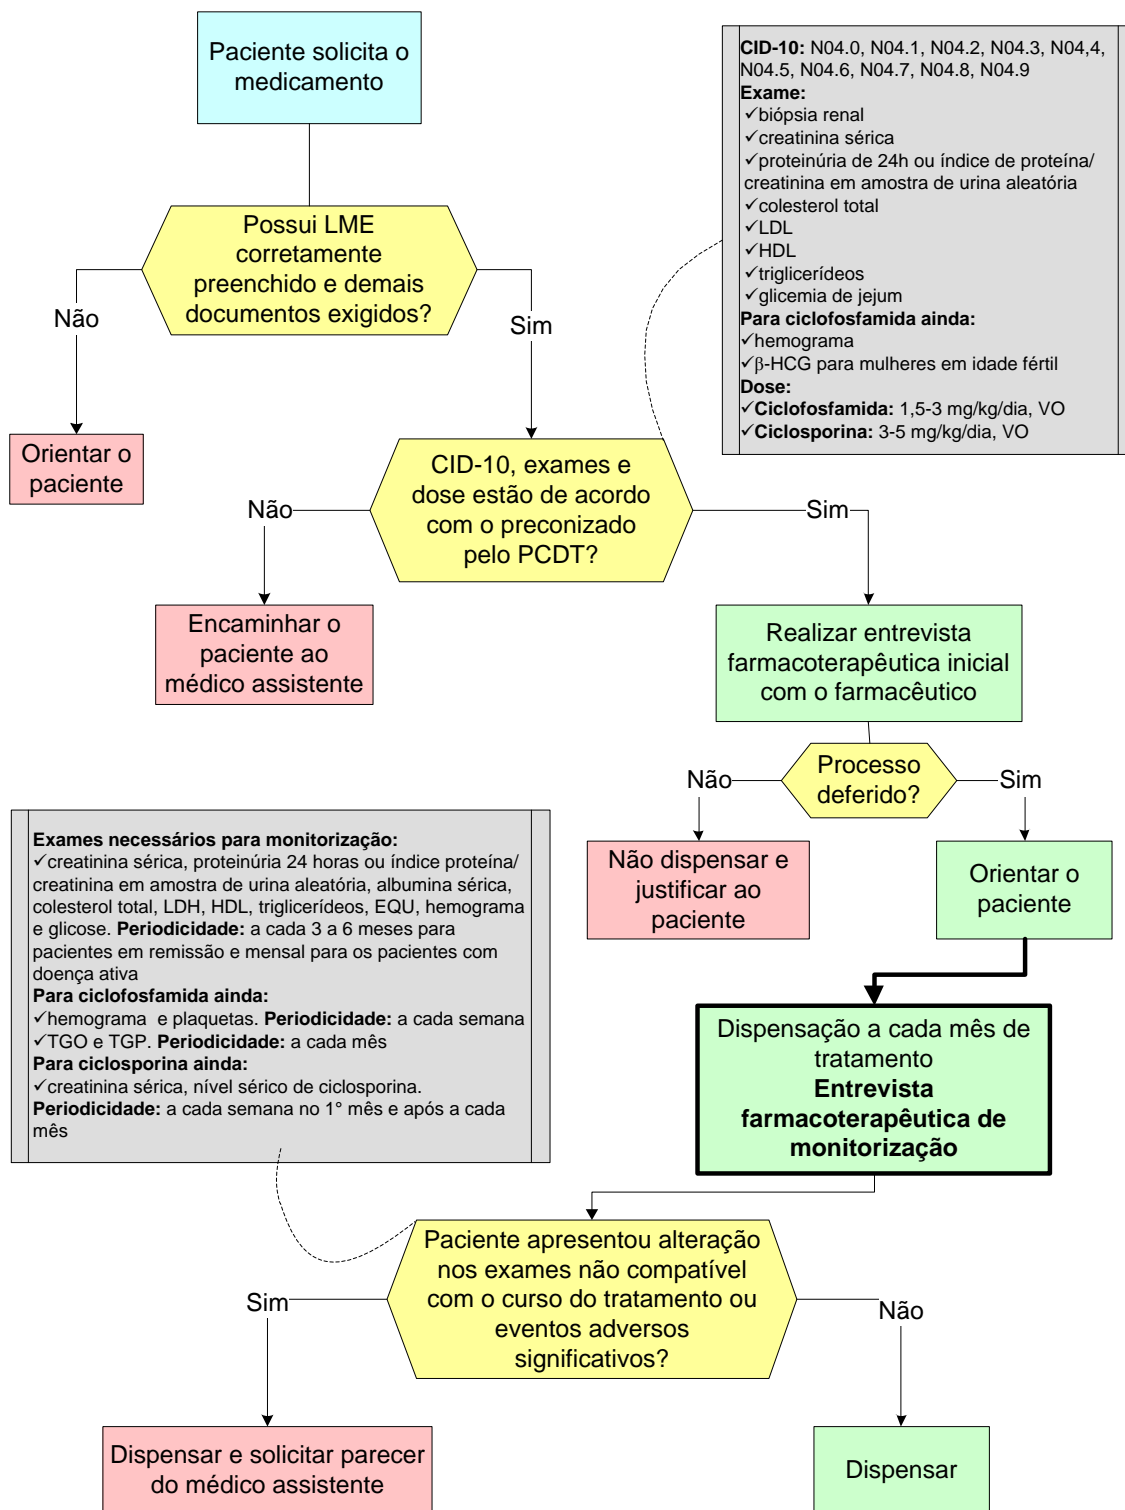 Paciente solicita o
medicamento
CID-10: N04.0, N04.1, N04.2, N04.3, N04,4,
N04.5, N04.6, N04.7, N04.8, N04.9
Exame:
✓biópsia renal
✓creatinina sérica
✓proteinúria de 24h ou índice de proteína/
creatinina em amostra de urina aleatória
✓colesterol total
✓LDL
✓HDL
✓triglicerídeos
✓glicemia de jejum
Para ciclofosfamida ainda:
✓hemograma
✓β-HCG para mulheres em idade fértil
Dose:
✓Ciclofosfamida: 1,5-3 mg/kg/dia, VO
✓Ciclosporina: 3-5 mg/kg/dia, VO
Possui LME
corretamente
preenchido e demais
documentos exigidos?
Não
Sim
Orientar o
paciente
CID-10, exames e
dose estão de acordo
com o preconizado
pelo PCDT?
Não
Sim
Encaminhar o
paciente ao
médico assistente
Realizar entrevista
farmacoterapêutica inicial
com o farmacêutico
Processo
deferido?
Não
Sim
Não dispensar e
justificar ao
paciente
Orientar o
paciente
Exames necessários para monitorização:
✓creatinina sérica, proteinúria 24 horas ou índice proteína/
creatinina em amostra de urina aleatória, albumina sérica,
colesterol total, LDH, HDL, triglicerídeos, EQU, hemograma
e glicose. Periodicidade: a cada 3 a 6 meses para
pacientes em remissão e mensal para os pacientes com
doença ativa
Para ciclofosfamida ainda:
✓hemograma e plaquetas. Periodicidade: a cada semana
✓TGO e TGP. Periodicidade: a cada mês
Para ciclosporina ainda:
✓creatinina sérica, nível sérico de ciclosporina.
Periodicidade: a cada semana no 1° mês e após a cada
mês
Dispensação a cada mês de
tratamento
Entrevista
farmacoterapêutica de
monitorização
Paciente apresentou alteração
nos exames não compatível
com o curso do tratamento ou
eventos adversos
significativos?
Sim
Não
Dispensar e solicitar parecer
do médico assistente
Dispensar